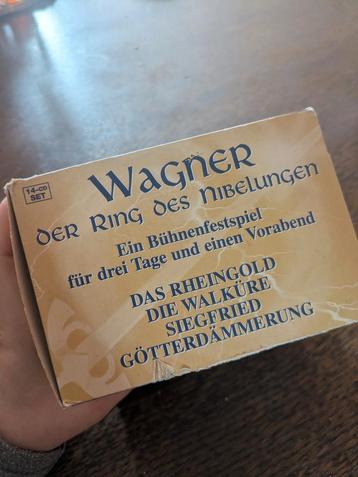 14-CD
SET
WAGNER
DER RING DES NIBELUNGEN
Ein Bühnenfestspiel
für drei Tage und einen Vorabend
DAS RHEINGOLD
DIE WALKÜRE
SIEGFRIED
GÖTTERDÄMMERUNG